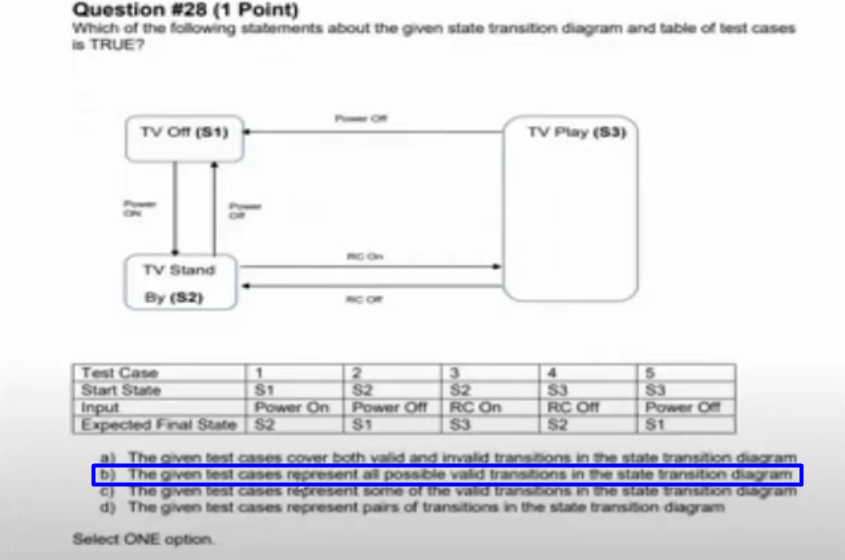 Question #28 (1 Point)
Which of the following statements about the given state transition diagram and table of test cases
is TRUE?
Power Off
TV Off (S1)
TV Play (S3)
Power
ON
Power
Off
RC On
TV Stand
By (S2)
RC Off
Test Case 1 2 3 4 5
Start State S1 S2 S2 S3 S3
Input Power On Power Off RC On RC Off Power Off
Expected Final State S2 S1 S3 S2 S1
a) The given test cases cover both valid and invalid transitions in the state transition diagram
b) The given test cases represent all possible valid transitions in the state transition diagram
c) The given test cases represent some of the valid transitions in the state transition diagram
d) The given test cases represent pairs of transitions in the state transition diagram
Select ONE option.